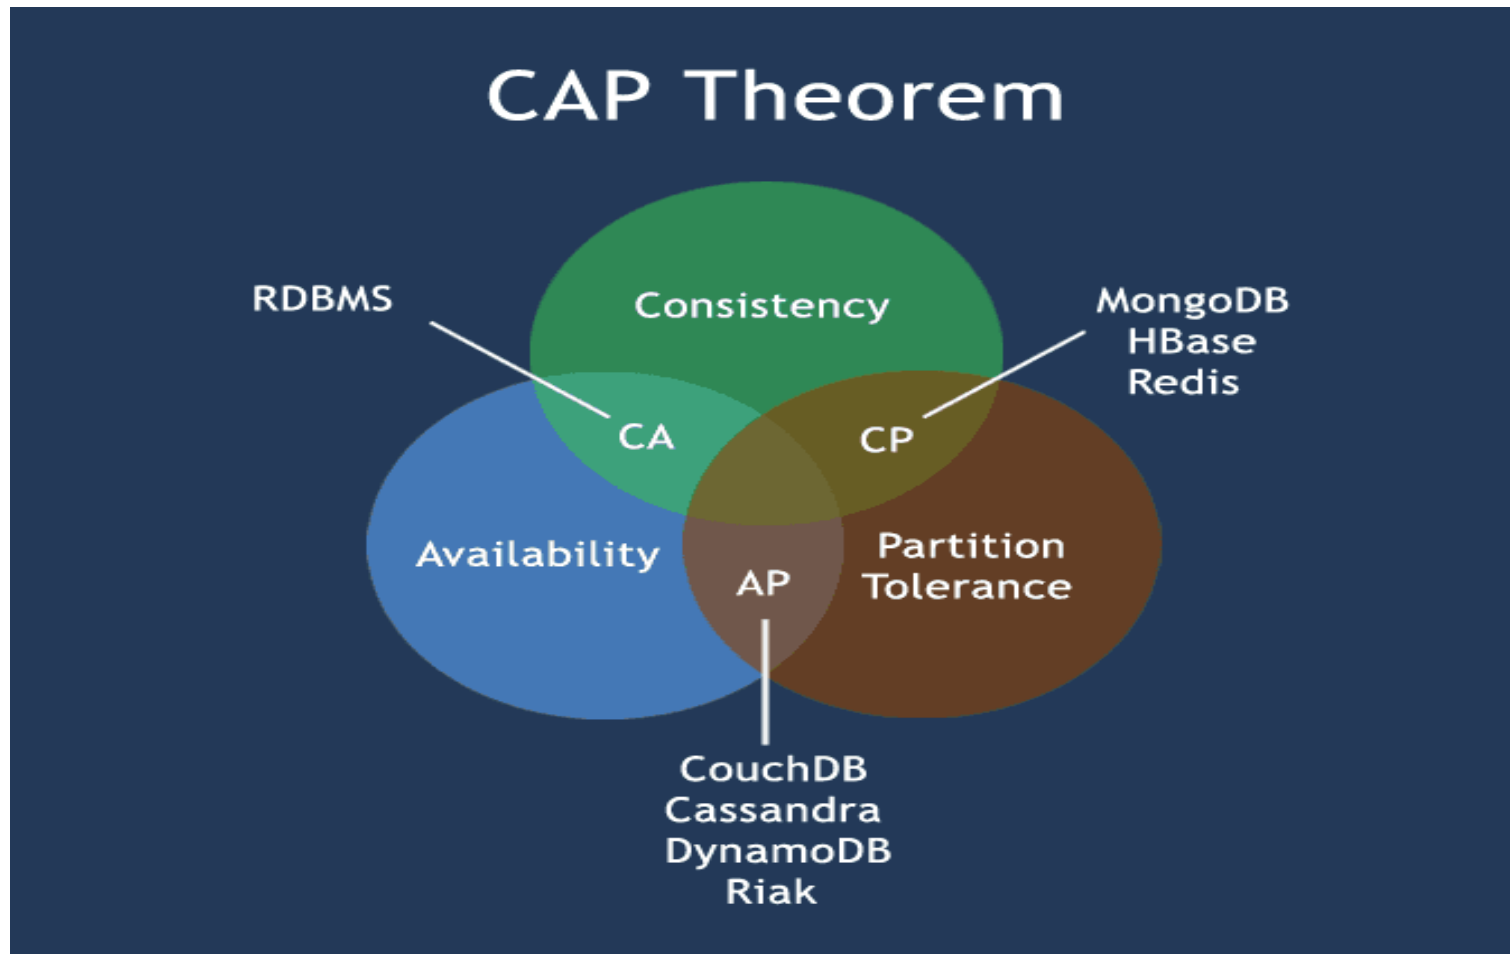 CAP Theorem
RDBMS
Consistency
MongoDB
HBase
Redis
CA
CP
Availability
Partition
Tolerance
AP
CouchDB
Cassandra
DynamoDB
Riak